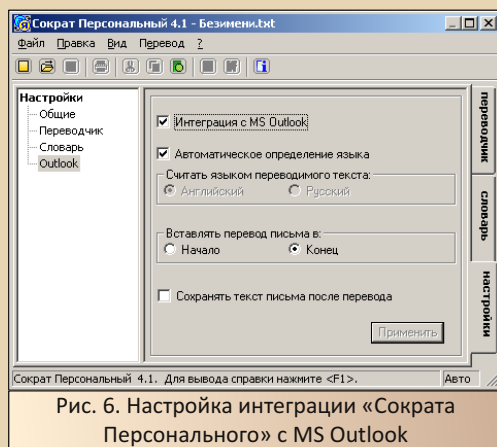 Сократ Персональный 4.1 - Безимени.txt
Файл Правка Вид Перевод ?
Настройки
Общие
Переводчик
Словарь
Outlook
Интеграция с MS Outlook
Автоматическое определение языка
Считать языком переводимого текста:
Английский Русский
Вставлять перевод письма в:
Начало Конец
Сохранять текст письма после перевода
Применить
переводчик
словарь
настройки
Сократ Персональный 4.1. Для вывода справки нажмите <F1>. Авто
Рис. 6. Настройка интеграции «Сократа
Персонального» с MS Outlook